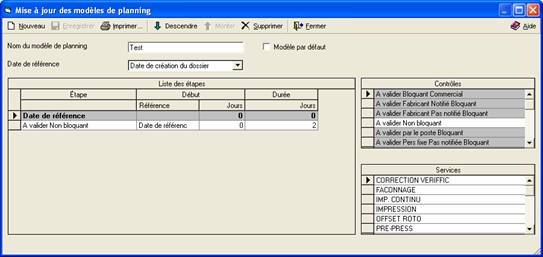 Mise à jour des modèles de planning
Nouveau Enregistrer Imprimer... Descendre Monter Supprimer Fermer Aide
Nom du modèle de planning Test Modèle par défaut
Date de référence Date de création du dossier
Liste des étapes
Étape Début Durée
Référence Jours Jours
Date de référence 0 0
A valider Non bloquant Date de référenc 0 2
Contrôles
A valider Bloquant Commercial
A valider Fabricant Notifié Bloquant
A valider Fabricant Pas notifié Bloquant
A valider Non bloquant
A valider par le poste Bloquant
A valider Pers fixe Pas notifiée Bloquant
Services
CORRECTION VERIFFIC
FACONNAGE
IMP. CONTINU
IMPRESSION
OFFSET ROTO
PRE-PRESS